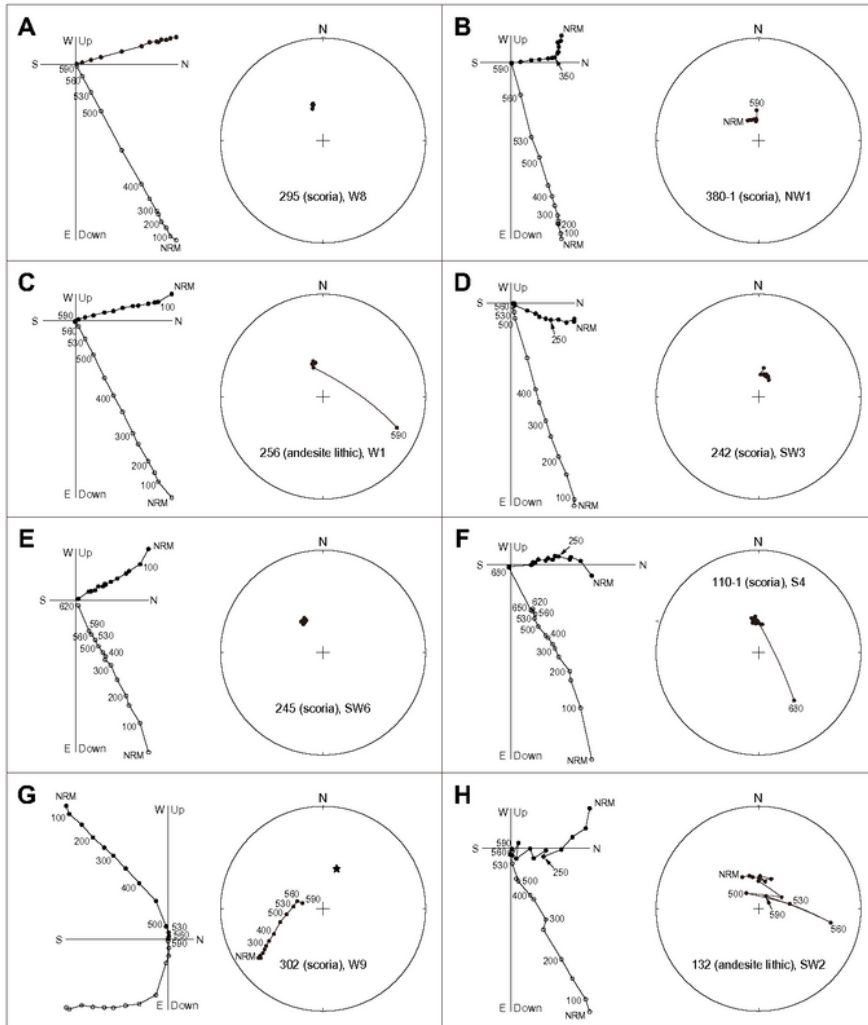 A
W Up
S
N
590
560
530
500
400
300
200
100
NRM
E Down
N
295 (scoria), W8
B
W Up
S
N
590
350
560
530
500
400
300
200
100
NRM
NRM
E Down
N
590
NRM
380-1 (scoria), NW1
C
W Up
NRM
100
S
N
590
560
530
500
400
300
200
100
NRM
E Down
N
590
256 (andesite lithic), W1
D
W Up
S
N
560
530
500
NRM
250
400
300
200
100
NRM
E Down
N
242 (scoria), SW3
E
W Up
NRM
100
S
N
620
590
560
530
500
400
300
200
100
NRM
E Down
N
245 (scoria), SW6
F
W Up
250
S
N
680
NRM
650
620
560
530
500
400
300
200
100
NRM
E Down
N
110-1 (scoria), S4
680
G
NRM
100
200
300
400
500
W Up
530
560
590
S
N
E Down
N
560
530
590
500
400
300
NRM
302 (scoria), W9
H
W Up
NRM
590
S
N
560
530
250
500
400
300
200
100
NRM
E Down
N
NRM
500
530
590
560
132 (andesite lithic), SW2